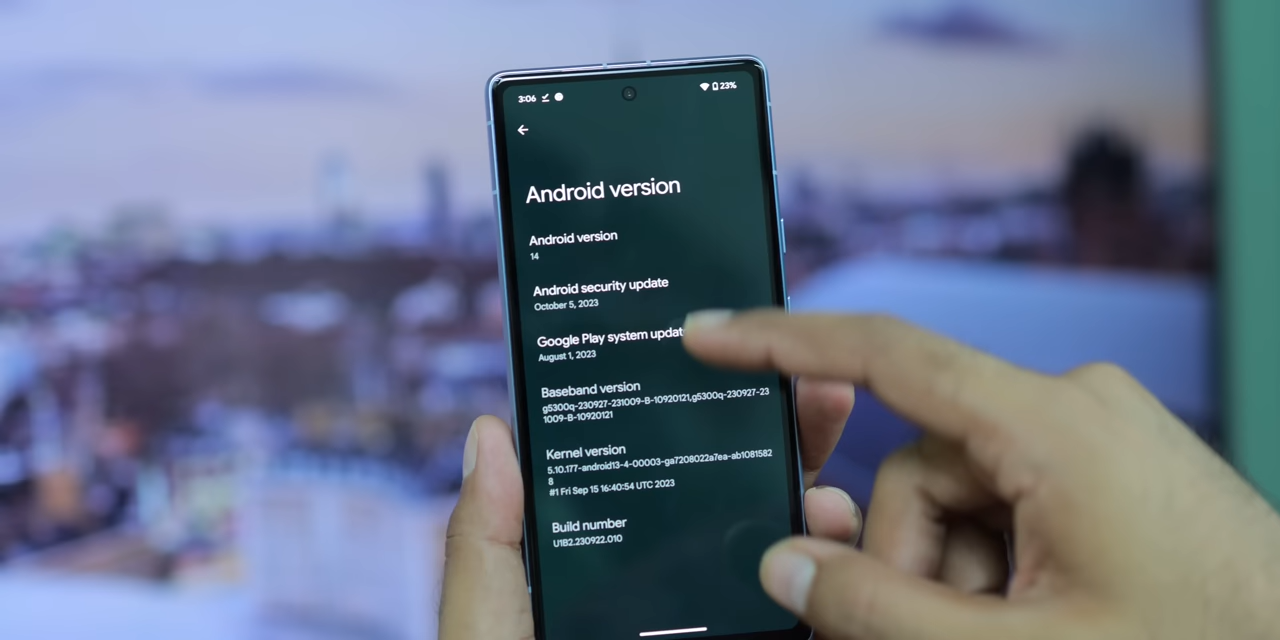 3:06
23%
Android version
Android version
14
Android security update
October 5, 2023
Google Play system updat
August 1, 2023
Baseband version
g5300q-230927-231009-B-10920121,g5300q-230927-23
1009-B-10920121
Kernel version
5.10.177-android13-4-00003-ga7208022a7ea-ab1081582
8
#1 Fri Sep 15 16:40:54 UTC 2023
Build number
U1B2.230922.010